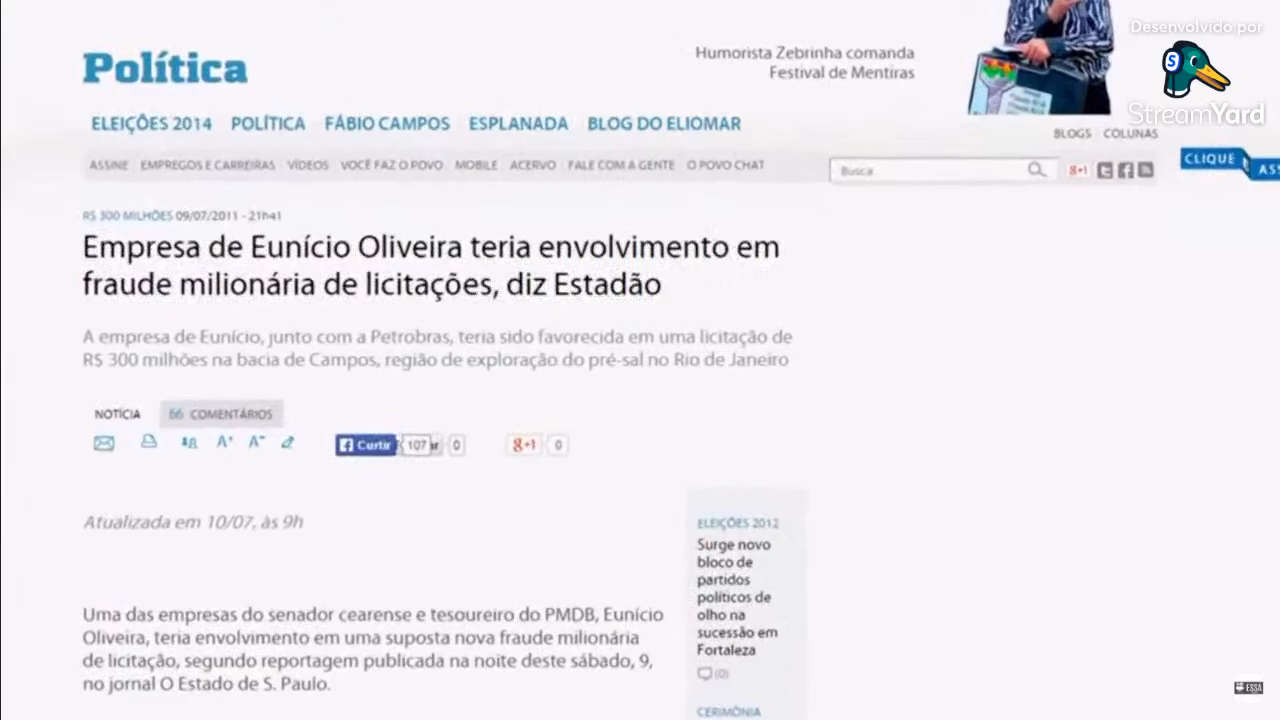 Desenvolvido por
StreamYard
Política
Humorista Zebrinha comanda
Festival de Mentiras
ELEIÇÕES 2014 POLÍTICA FÁBIO CAMPOS ESPLANADA BLOG DO ELIOMAR
BLOGS COLUNAS
ASSINE EMPREGOS E CARREIRAS VÍDEOS VOCÊ FAZ O POVO MOBILE ACERVO FALE COM A GENTE O POVO CHAT
Busca
g+1
CLIQUE
ASS
R$ 300 MILHÕES 09/07/2011 - 21h41
Empresa de Eunício Oliveira teria envolvimento em
fraude milionária de licitações, diz Estadão
A empresa de Eunício, junto com a Petrobras, teria sido favorecida em uma licitação de
R$ 300 milhões na bacia de Campos, região de exploração do pré-sal no Rio de Janeiro
NOTÍCIA 66 COMENTÁRIOS
A+ A- Curtir 107 0 g+1 0
Atualizada em 10/07, às 9h
Uma das empresas do senador cearense e tesoureiro do PMDB, Eunício
Oliveira, teria envolvimento em uma suposta nova fraude milionária
de licitação, segundo reportagem publicada na noite deste sábado, 9,
no jornal O Estado de S. Paulo.
ELEIÇÕES 2012
Surge novo
bloco de
partidos
políticos de
olho na
sucessão em
Fortaleza
(0)
CERIMÔNIA
ESSA